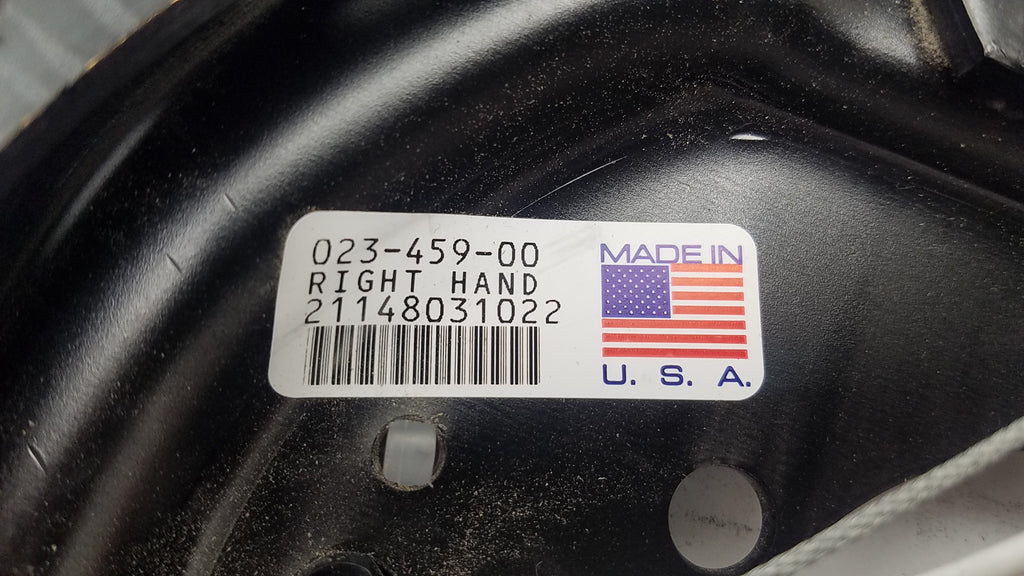 023-459-00
RIGHT HAND
21148031022
MADE IN
U. S. A.